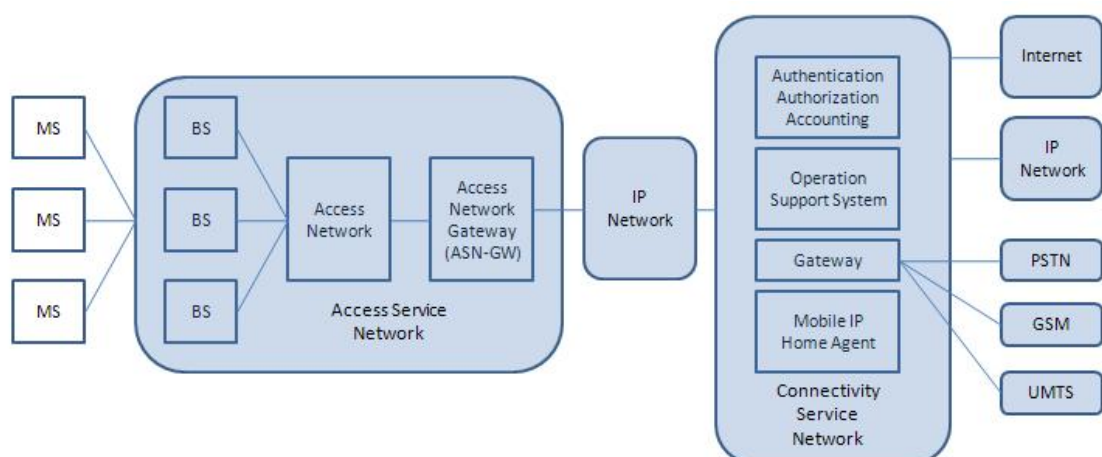 MS
MS
MS
BS
BS
BS
Access
Network
Access
Network
Gateway
(ASN-GW)
Access Service
Network
IP
Network
Authentication
Authorization
Accounting
Operation
Support System
Gateway
Mobile IP
Home Agent
Connectivity
Service
Network
Internet
IP
Network
PSTN
GSM
UMTS